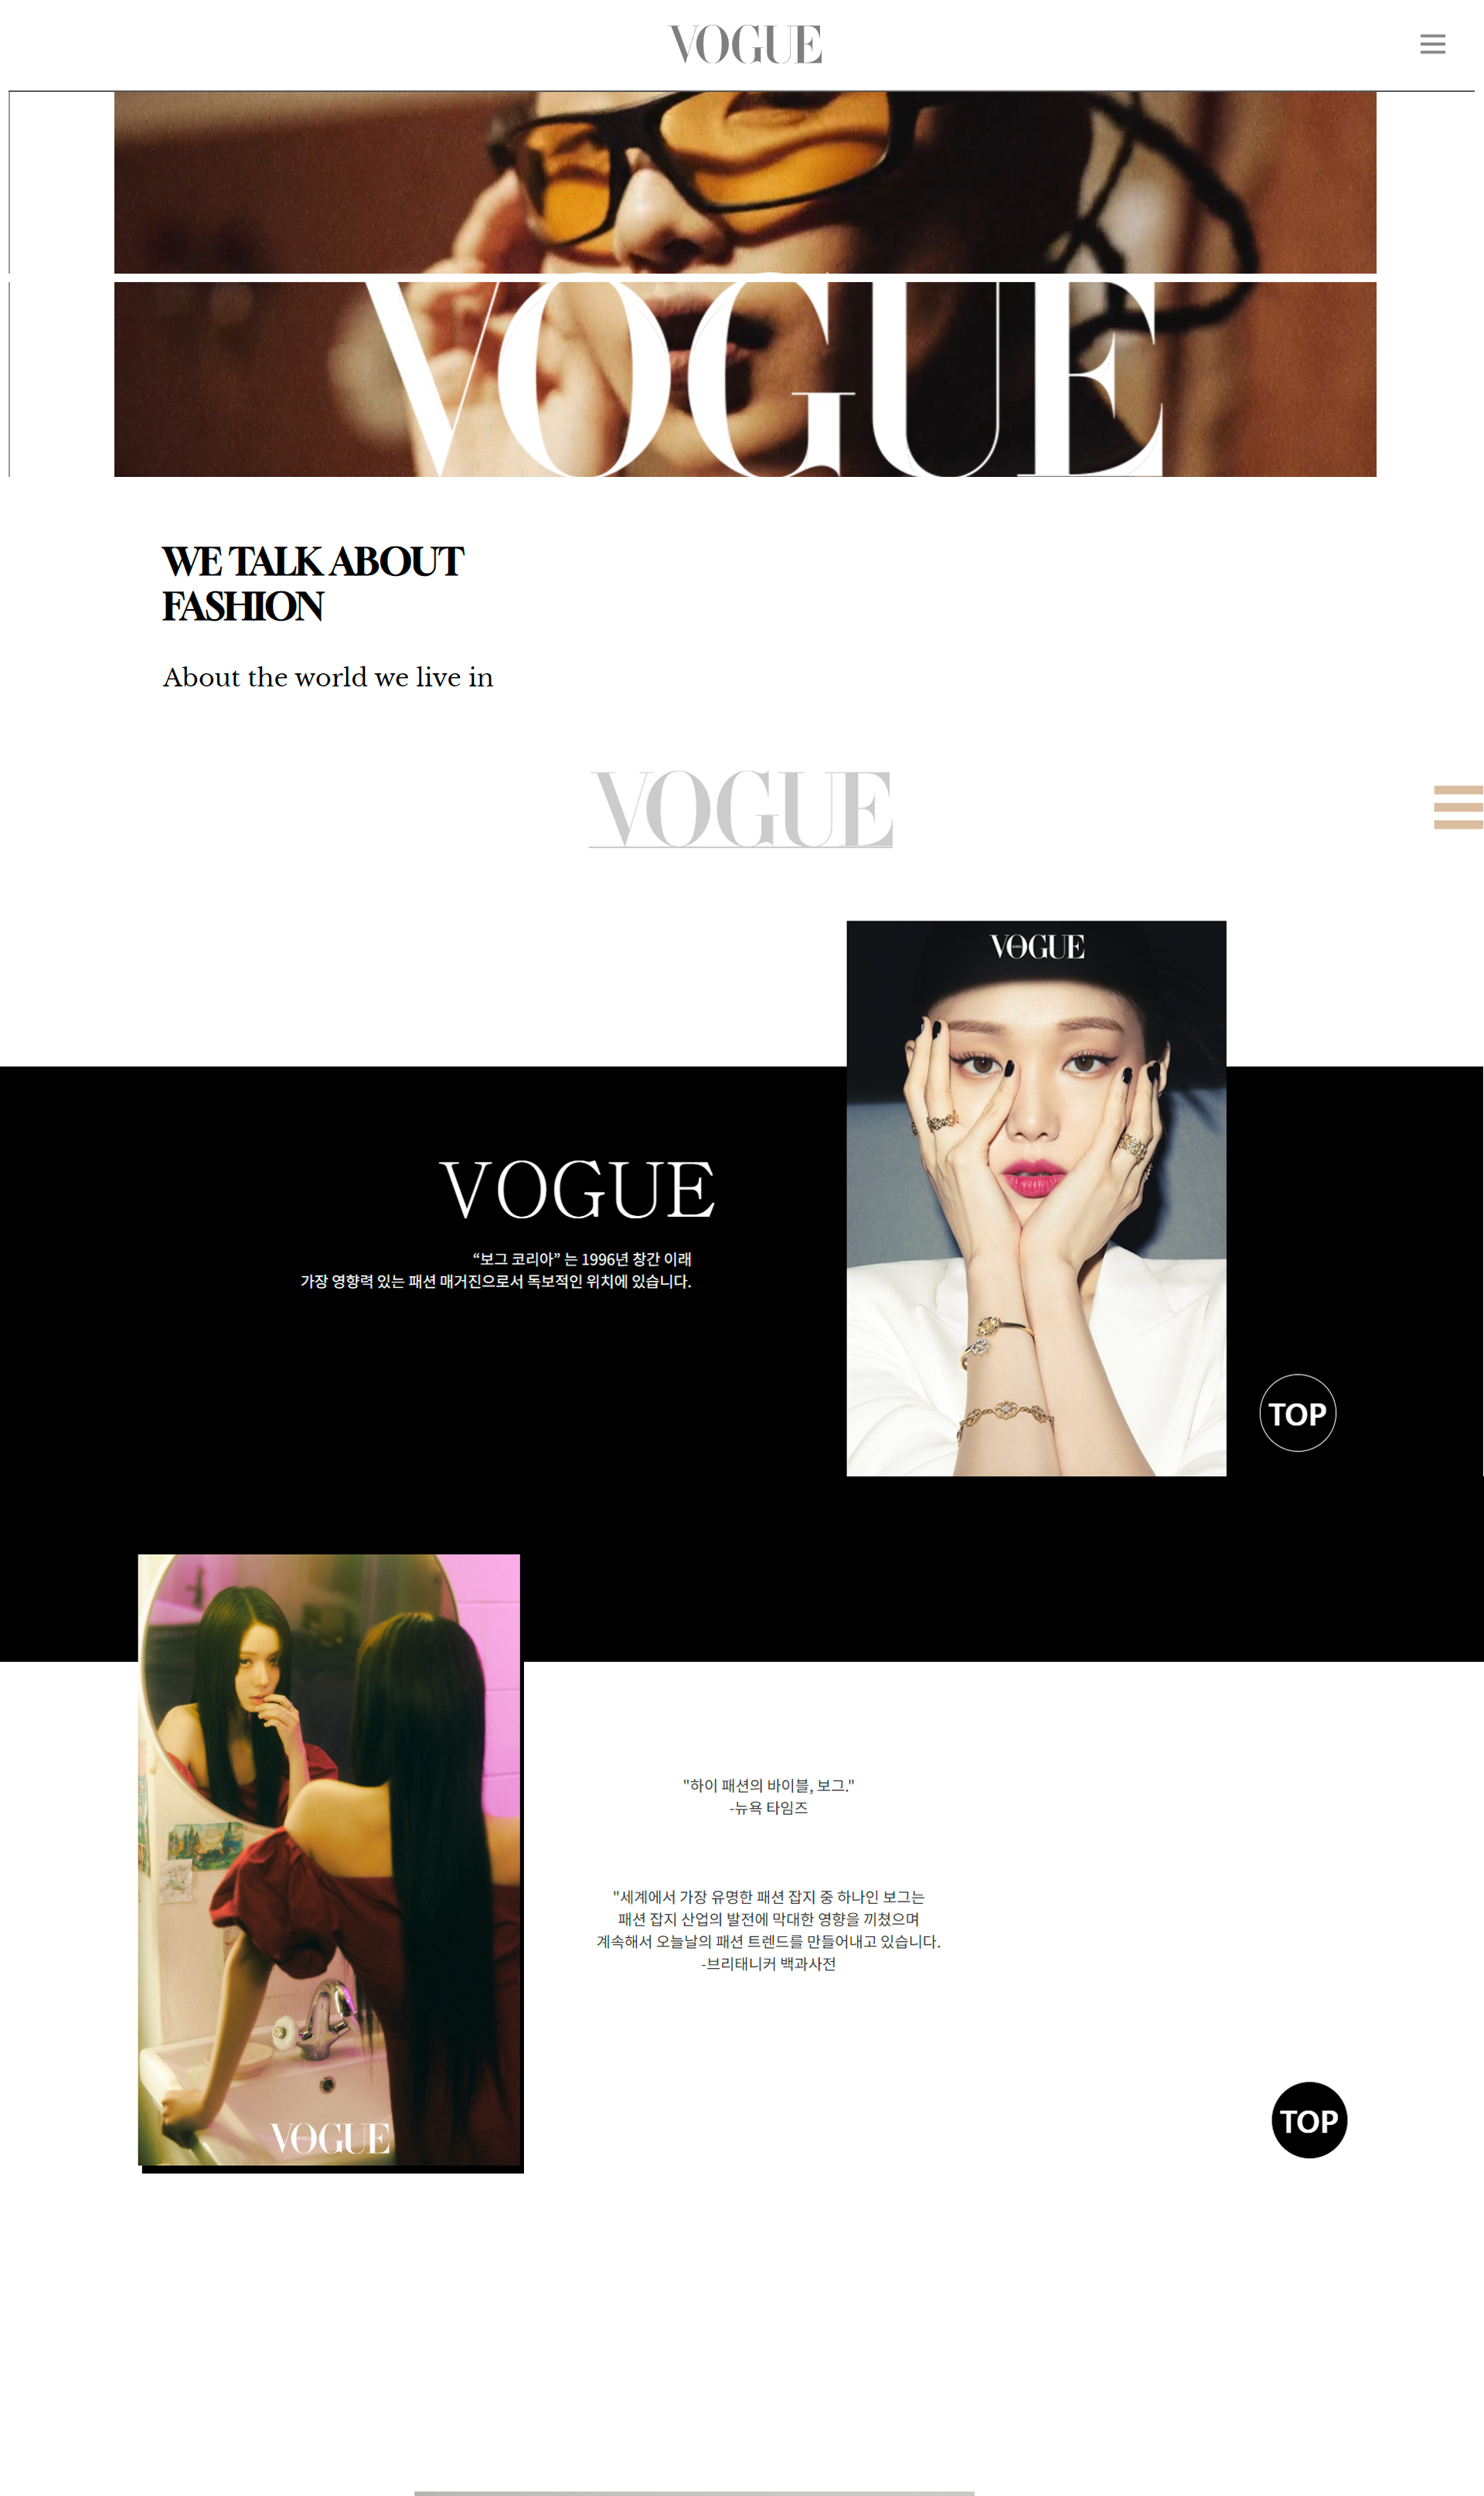 VOGUE
VOGUE
WE TALK ABOUT
FASHION
About the world we live in
VOGUE
VOGUE
VOGUE
“보그 코리아” 는 1996년 창간 이래
가장 영향력 있는 패션 매거진으로서 독보적인 위치에 있습니다.
TOP
"하이 패션의 바이블, 보그."
-뉴욕 타임즈
"세계에서 가장 유명한 패션 잡지 중 하나인 보그는
패션 잡지 산업의 발전에 막대한 영향을 끼쳤으며
계속해서 오늘날의 패션 트렌드를 만들어내고 있습니다.
-브리태니커 백과사전
TOP
VOGUE